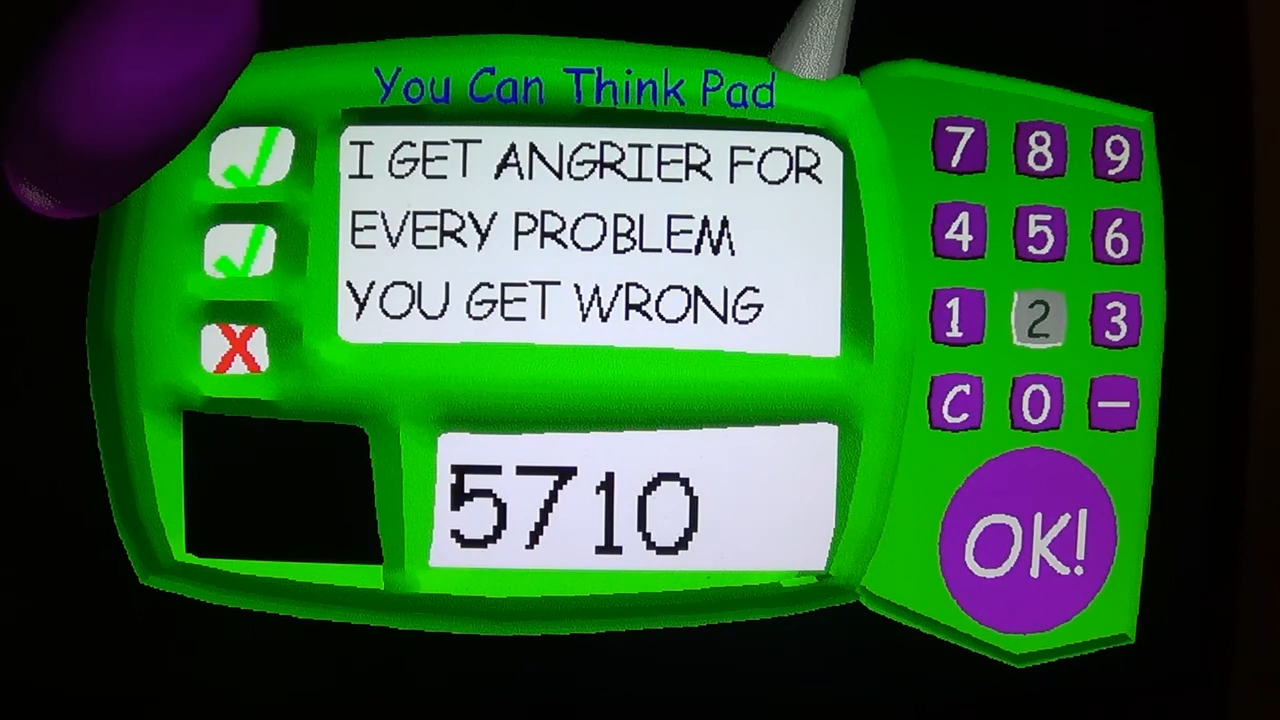 You Can Think Pad
I GET ANGRIER FOR
EVERY PROBLEM
YOU GET WRONG
7 8 9
4 5 6
1 2 3
C 0 −
5710
OK!